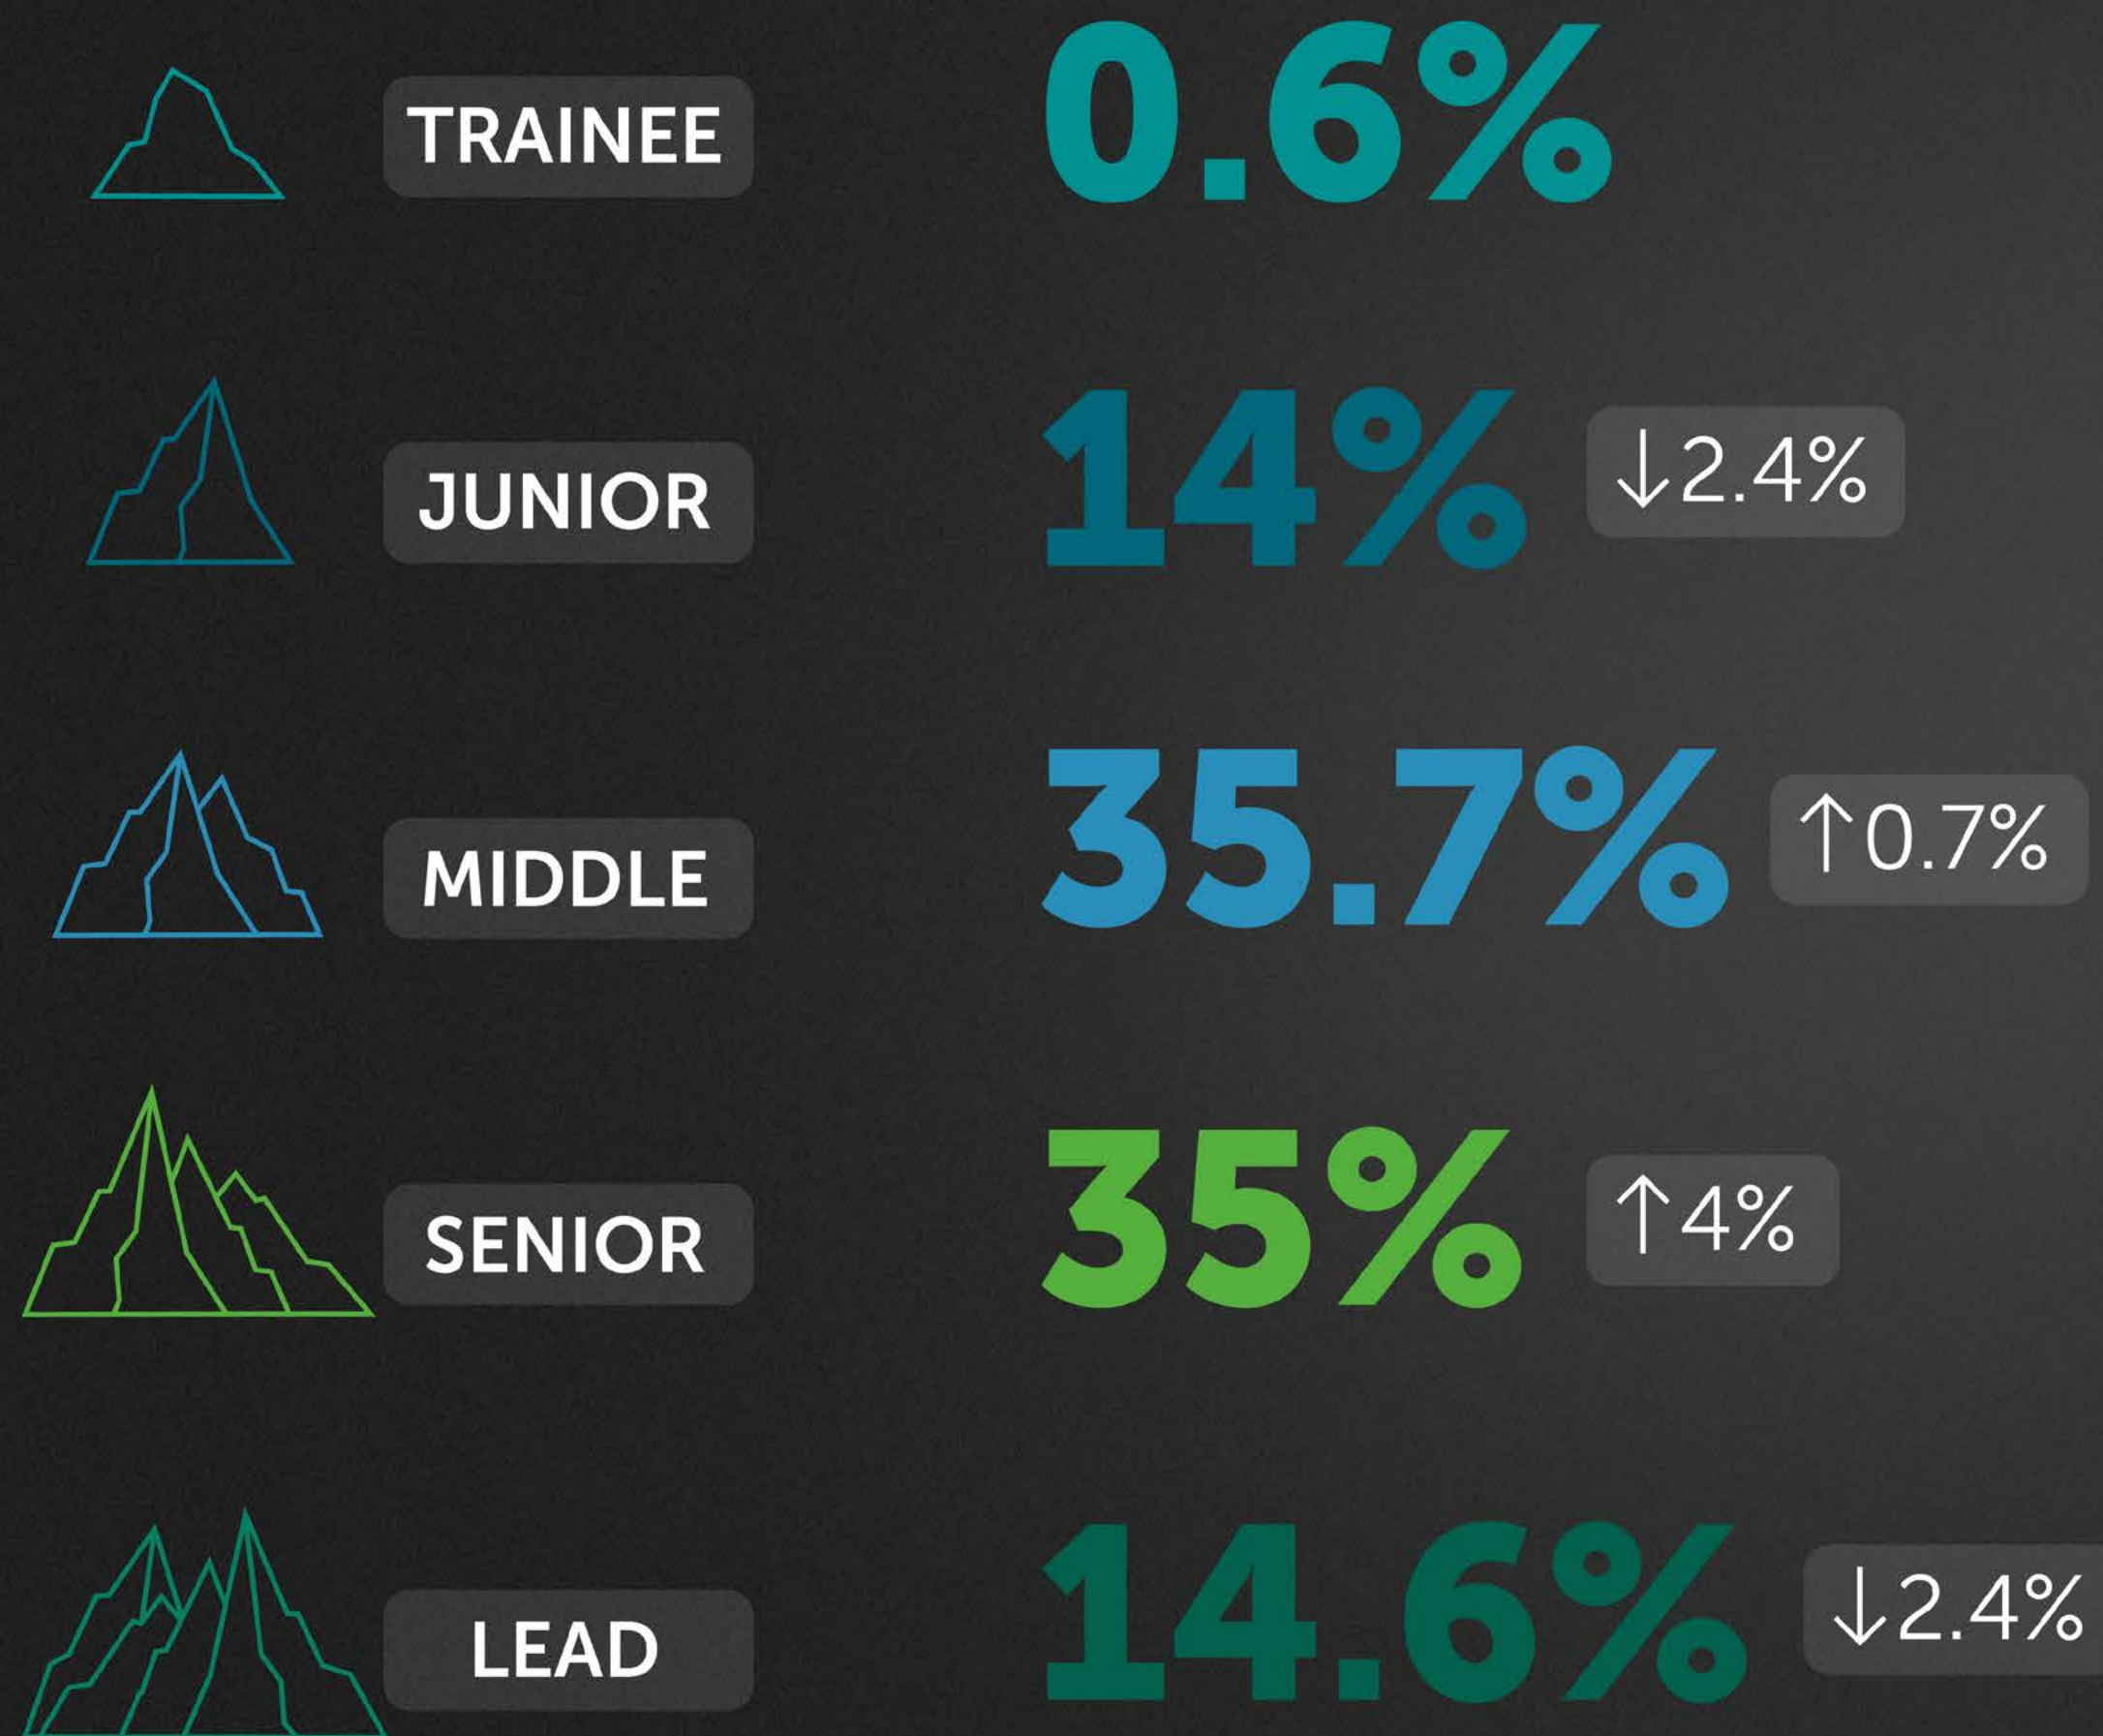 TRAINEE 0.6%
JUNIOR 14% ↓2.4%
MIDDLE 35.7% ↑0.7%
SENIOR 35% ↑4%
LEAD 14.6% ↓2.4%